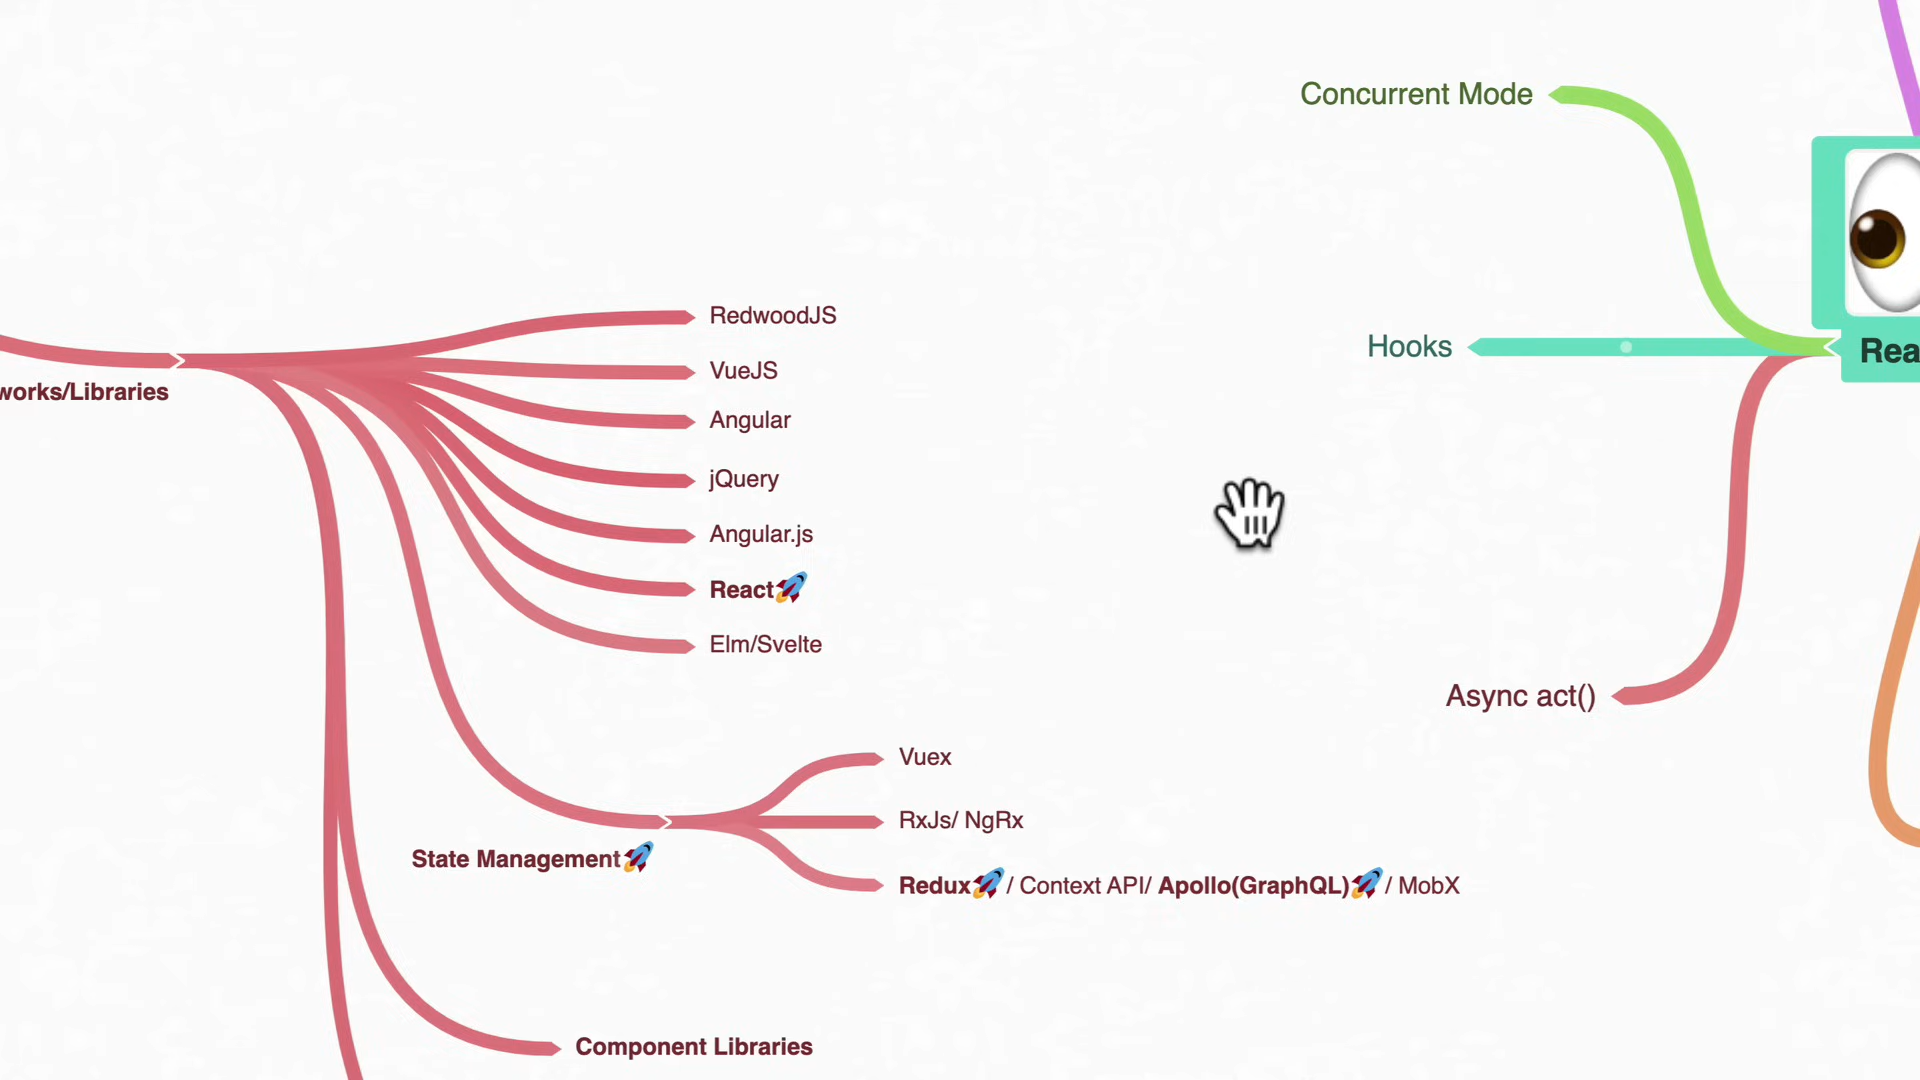 Concurrent Mode
RedwoodJS
Hooks
VueJS
works/Libraries
Angular
jQuery
Angular.js
React🚀
Elm/Svelte
Async act()
Vuex
RxJs/ NgRx
State Management🚀
Redux🚀/ Context API/ Apollo(GraphQL)🚀/ MobX
Component Libraries
Rea